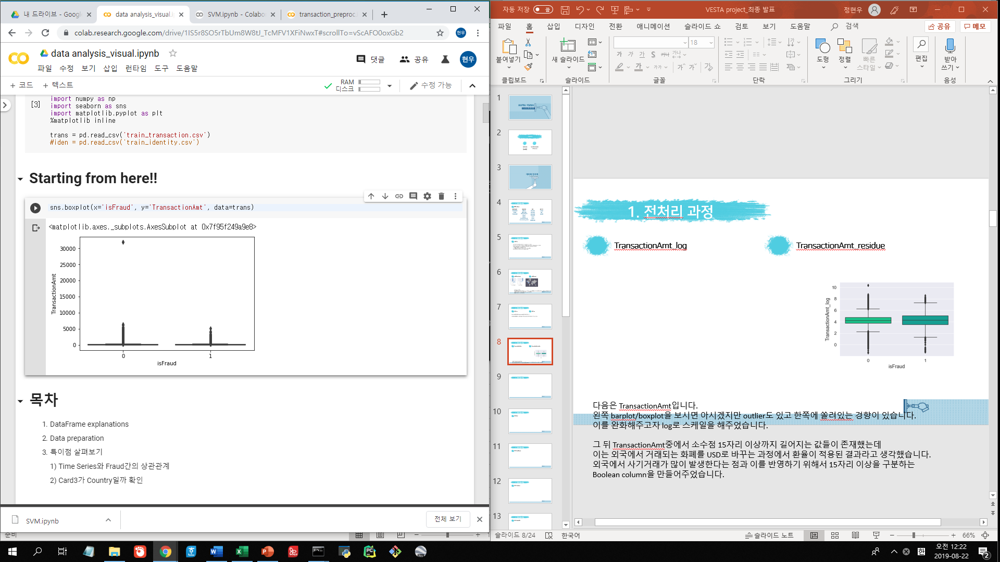 내 드라이브 - Googl
data analysis_visual.i
SVM.ipynb - Colabo
transaction_preproc.
colab.research.google.com/drive/1IS5r8SO5rTbUm8W8tJ_TcMFV1XFiNwxT#scrollTo=vScAFO0oxGb2
현우
data analysis_visual.ipynb
댓글
공유
현우
파일 수정 보기 삽입 런타임 도구 도움말
+ 코드 + 텍스트
RAM
디스크
수정 가능
[3]
import numpy as np
import seaborn as sns
import matplotlib.pyplot as plt
%matplotlib inline
trans = pd.read_csv('train_transaction.csv')
#iden = pd.read_csv('train_identity.csv')
Starting from here!!
sns.boxplot(x='isFraud', y='TransactionAmt', data=trans)
<matplotlib.axes._subplots.AxesSubplot at 0x7f95f249a9e8>
30000
25000
20000
15000
10000
5000
0
TransactionAmt
0 1
isFraud
목차
1. DataFrame explanations
2. Data preparation
3. 특이점 살펴보기
1) Time Series와 Fraud간의 상관관계
2) Card3가 Country일까 확인
SVM.ipynb
전체 보기
준비
자동 저장
끔
VESTA project_최종 발표
정현우
파일 홈 삽입 디자인 전환 애니메이션 슬라이드 쇼 검토 보기 도움말 검색
공유
메모
붙여넣기
클립보드
새 슬라이드
슬라이드
18
가 가 가 S 가나 가나
가 가가 가 가
글꼴
단락
도형
정렬
빠른
스타일
그리기
편집
받아
쓰기
음성
1
2
3
4
5
6
7
8
9
10
11
12
13
1. 전처리 과정
TransactionAmt_log
TransactionAmt_residue
10
8
6
4
2
0
TransactionAmt_log
0 1
isFraud
다음은 TransactionAmt입니다.
왼쪽 barplot/boxplot을 보시면 아시겠지만 outlier도 있고 한쪽에 쏠려있는 경향이 있습니다.
이를 완화해주고자 log로 스케일을 해주었습니다.
그 뒤 TransactionAmt중에서 소수점 15자리 이상까지 길어지는 값들이 존재했는데
이는 외국에서 거래되는 화폐를 USD로 바꾸는 과정에서 환율이 적용된 결과라고 생각했습니다.
외국에서 사기거래가 많이 발생한다는 점과 이를 반영하기 위해서 15자리 이상을 구분하는
Boolean column을 만들어주었습니다.
슬라이드 8/24
한국어
슬라이드 노트
66%
한
오전 12:22
2019-08-22
2